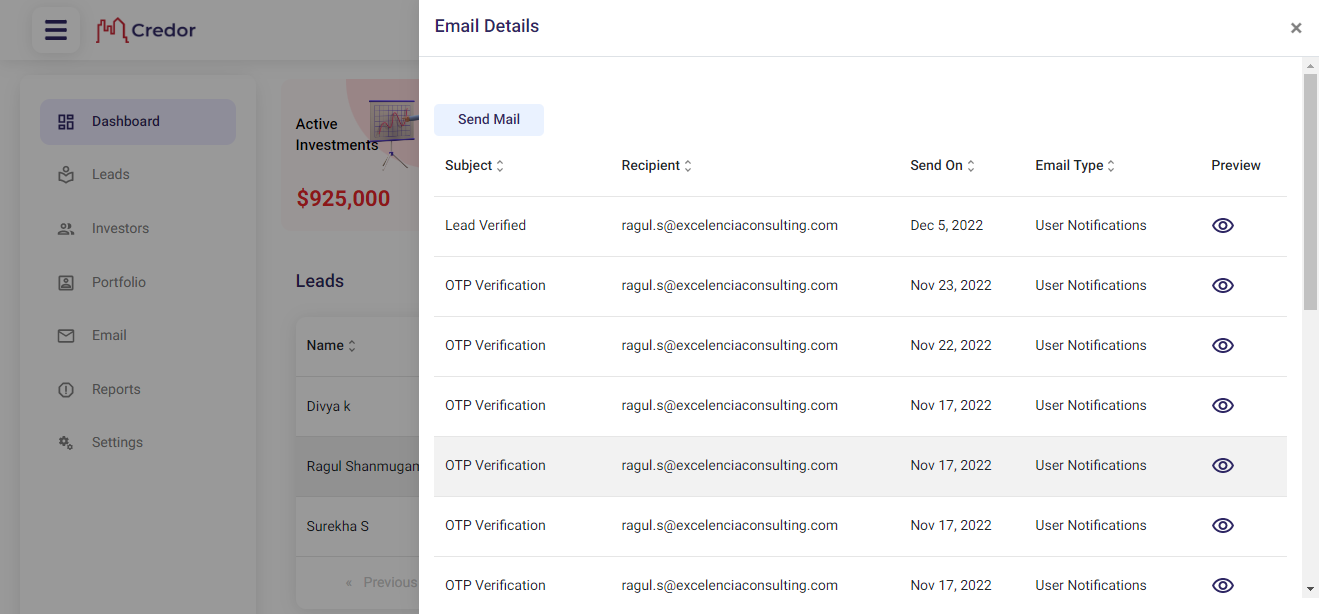 Credor
Dashboard
Leads
Investors
Portfolio
Email
Reports
Settings
Active
Investments
$925,000
Leads
Name
Divya k
Ragul Shanmugan
Surekha S
« Previous
Email Details
×
Send Mail
Subject Recipient Send On Email Type Preview
Lead Verified ragul.s@excelenciaconsulting.com Dec 5, 2022 User Notifications
OTP Verification ragul.s@excelenciaconsulting.com Nov 23, 2022 User Notifications
OTP Verification ragul.s@excelenciaconsulting.com Nov 22, 2022 User Notifications
OTP Verification ragul.s@excelenciaconsulting.com Nov 17, 2022 User Notifications
OTP Verification ragul.s@excelenciaconsulting.com Nov 17, 2022 User Notifications
OTP Verification ragul.s@excelenciaconsulting.com Nov 17, 2022 User Notifications
OTP Verification ragul.s@excelenciaconsulting.com Nov 17, 2022 User Notifications